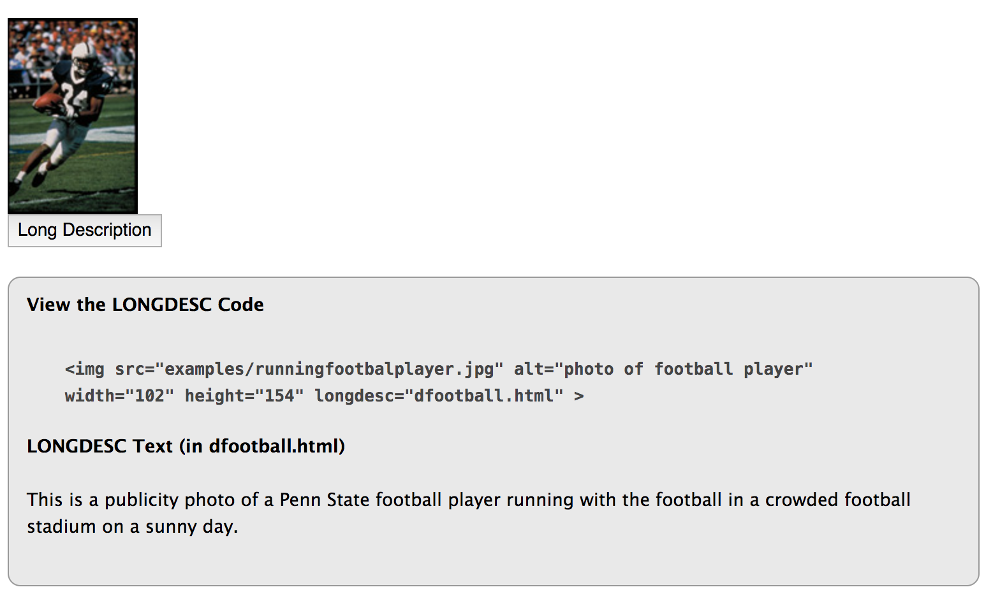 24
Long Description
View the LONGDESC Code
<img src="examples/runningfootbalplayer.jpg" alt="photo of football player"
width="102" height="154" longdesc="dfootball.html" >
LONGDESC Text (in dfootball.html)
This is a publicity photo of a Penn State football player running with the football in a crowded football
stadium on a sunny day.